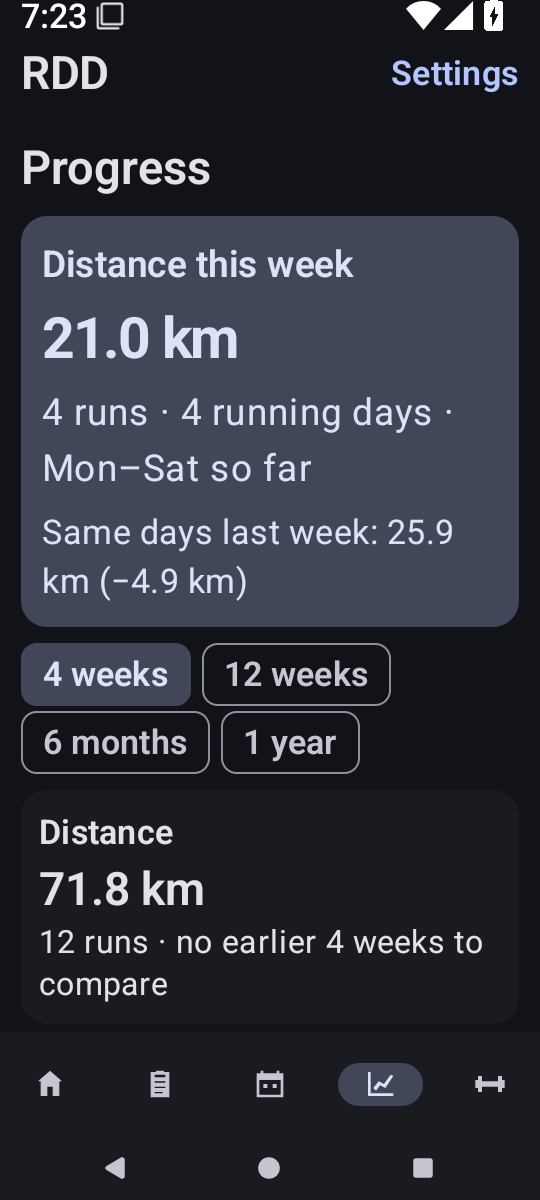 7:23
RDD
Settings
Progress
Distance this week
21.0 km
4 runs · 4 running days ·
Mon–Sat so far
Same days last week: 25.9
km (−4.9 km)
4 weeks
12 weeks
6 months
1 year
Distance
71.8 km
12 runs · no earlier 4 weeks to
compare